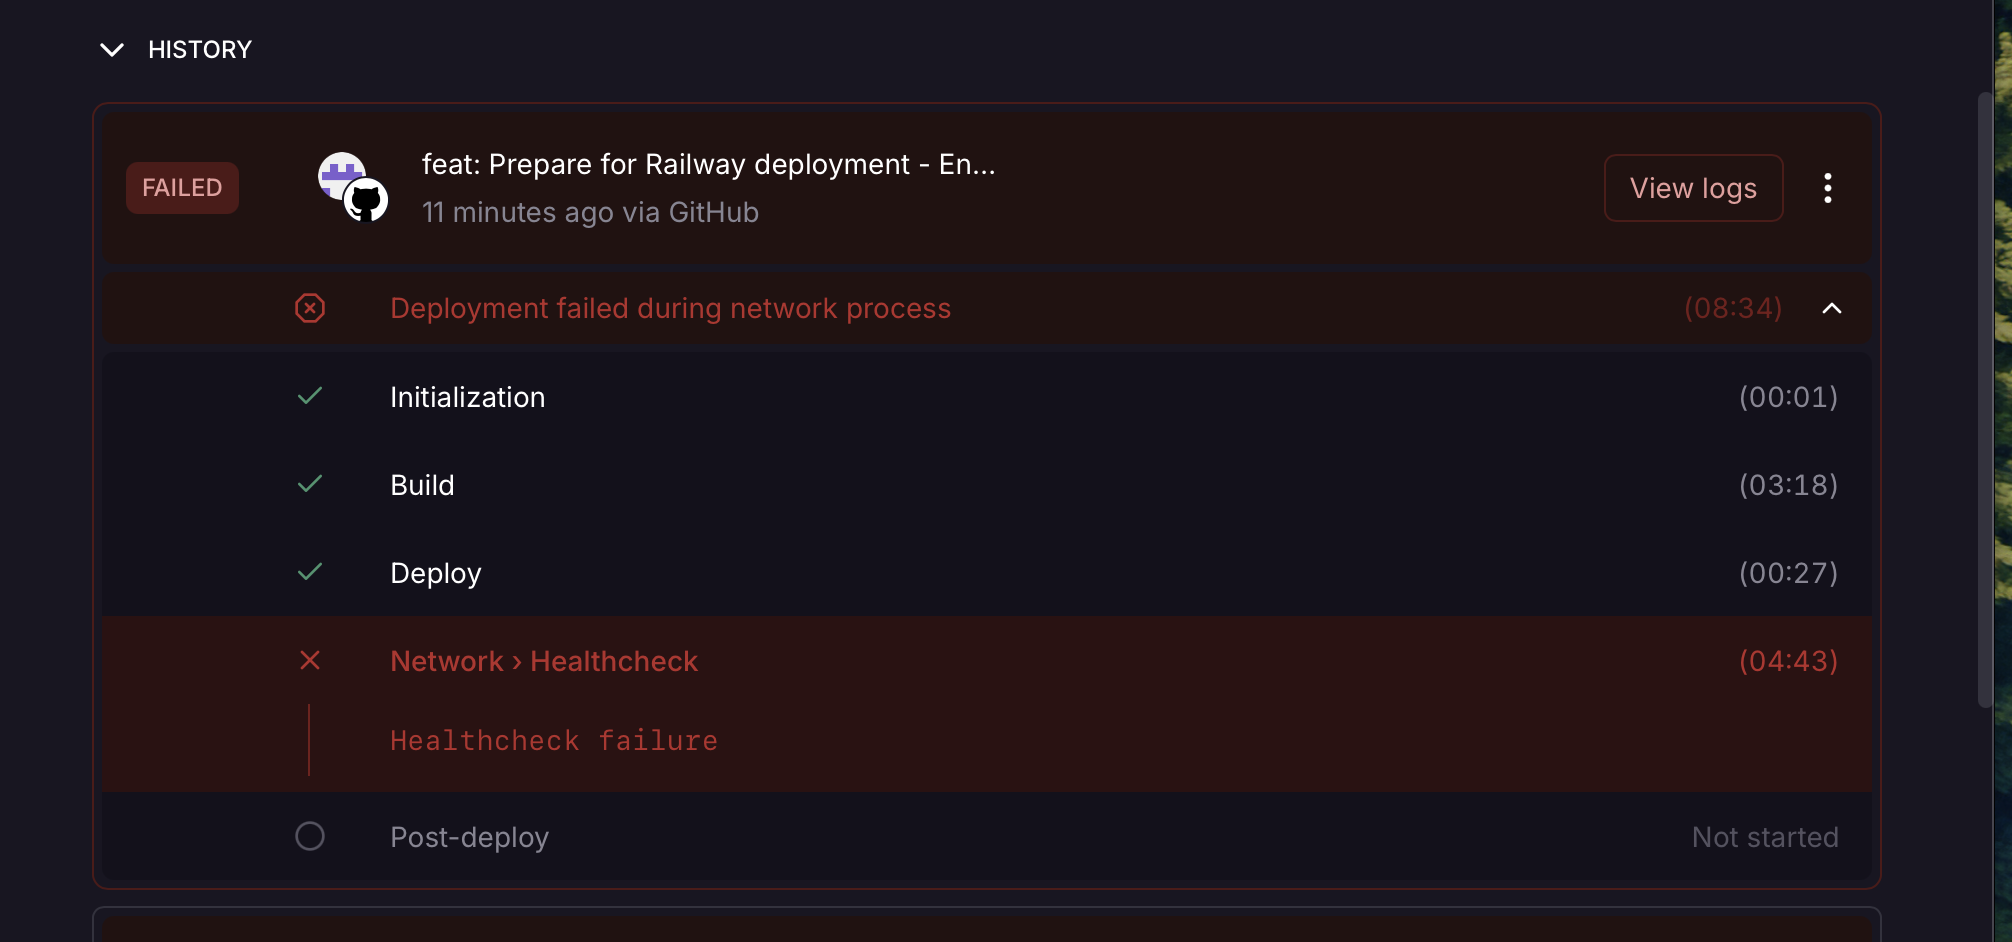 HISTORY
FAILED
feat: Prepare for Railway deployment - En...
11 minutes ago via GitHub
View logs
Deployment failed during network process (08:34)
Initialization (00:01)
Build (03:18)
Deploy (00:27)
Network › Healthcheck (04:43)
Healthcheck failure
Post-deploy Not started